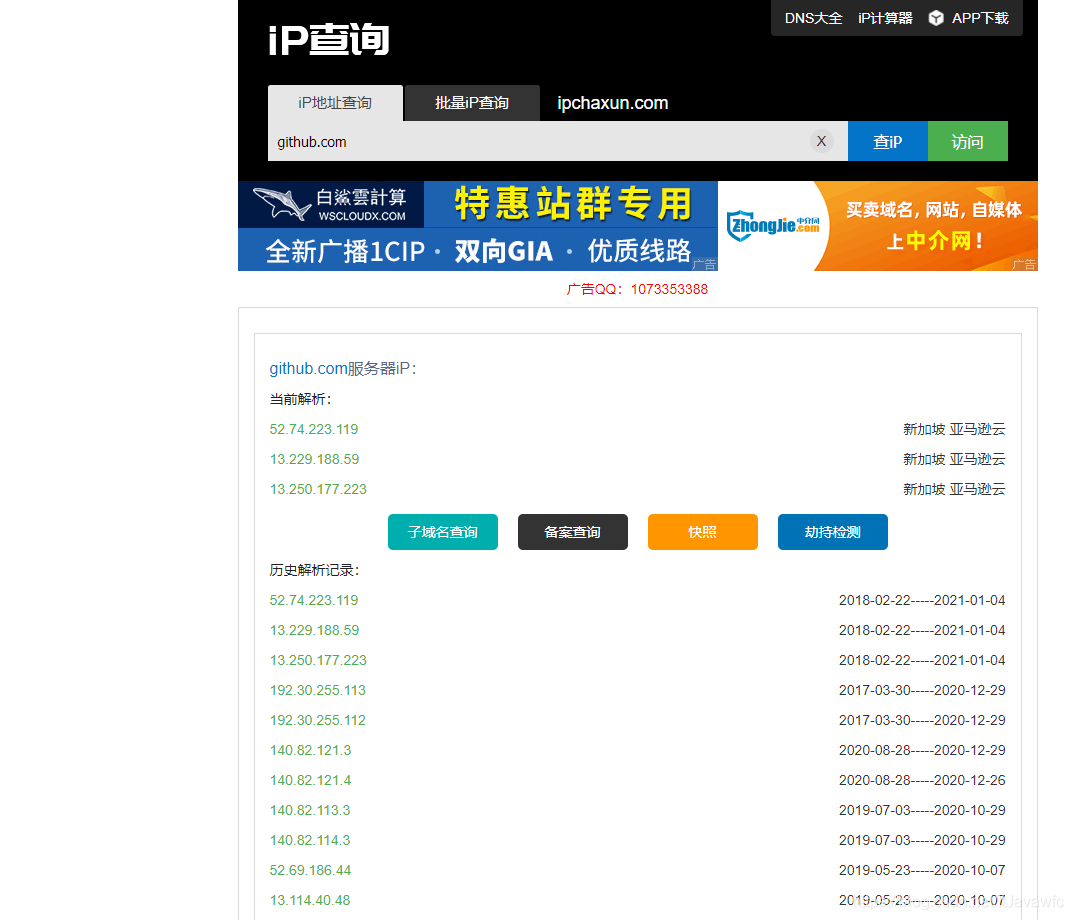 DNS大全 iP计算器 APP下载
iP查询
iP地址查询 批量iP查询 ipchaxun.com
github.com X 查iP 访问
白鲨雲計算
WSCLOUDX.COM
特惠站群专用
全新广播1CIP · 双向GIA · 优质线路
广告
ZhongJie.com 中介网
买卖域名,网站,自媒体
上中介网!
广告
广告QQ：1073353388
github.com服务器iP：
当前解析：
52.74.223.119 新加坡 亚马逊云
13.229.188.59 新加坡 亚马逊云
13.250.177.223 新加坡 亚马逊云
子域名查询 备案查询 快照 劫持检测
历史解析记录：
52.74.223.119 2018-02-22-----2021-01-04
13.229.188.59 2018-02-22-----2021-01-04
13.250.177.223 2018-02-22-----2021-01-04
192.30.255.113 2017-03-30-----2020-12-29
192.30.255.112 2017-03-30-----2020-12-29
140.82.121.3 2020-08-28-----2020-12-29
140.82.121.4 2020-08-28-----2020-12-26
140.82.113.3 2019-07-03-----2020-10-29
140.82.114.3 2019-07-03-----2020-10-29
52.69.186.44 2019-05-23-----2020-10-07
13.114.40.48 2019-05-23-----2020-10-07